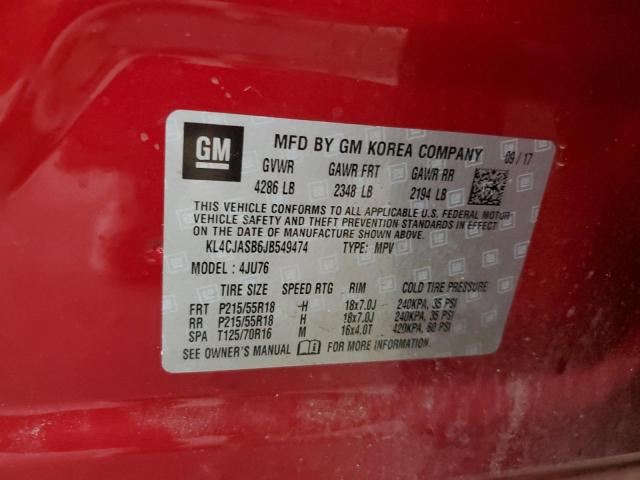 GM MFD BY GM KOREA COMPANY 09/17
GVWR GAWR FRT GAWR RR
4286 LB 2348 LB 2194 LB
THIS VEHICLE CONFORMS TO ALL APPLICABLE U.S. FEDERAL MOTOR
VEHICLE SAFETY AND THEFT PREVENTION STANDARDS IN EFFECT
ON THE DATE OF MANUFACTURE SHOWN ABOVE.
KL4CJASB6JB549474 TYPE: MPV
MODEL : 4JU76
TIRE SIZE SPEED RTG RIM COLD TIRE PRESSURE
FRT P215/55R18 H 18x7.0J 240KPA, 35 PSI
RR P215/55R18 H 18x7.0J 240KPA, 35 PSI
SPA T125/70R16 M 16x4.0T 420KPA, 60 PSI
SEE OWNER'S MANUAL FOR MORE INFORMATION.